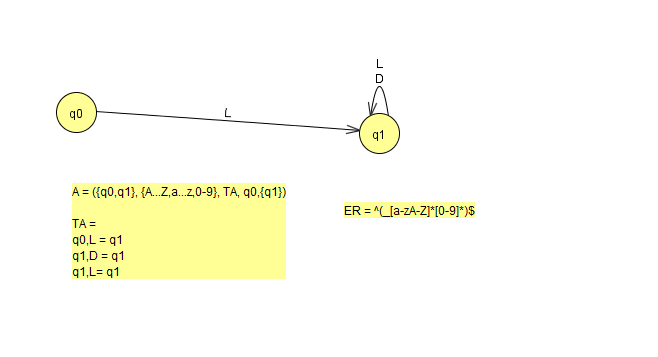 L
D
q0
L
q1
A = ({q0,q1}, {A...Z,a...z,0-9}, TA, q0,{q1})
TA =
q0,L = q1
q1,D = q1
q1,L= q1
ER = ^(_[a-zA-Z]*[0-9]*)$